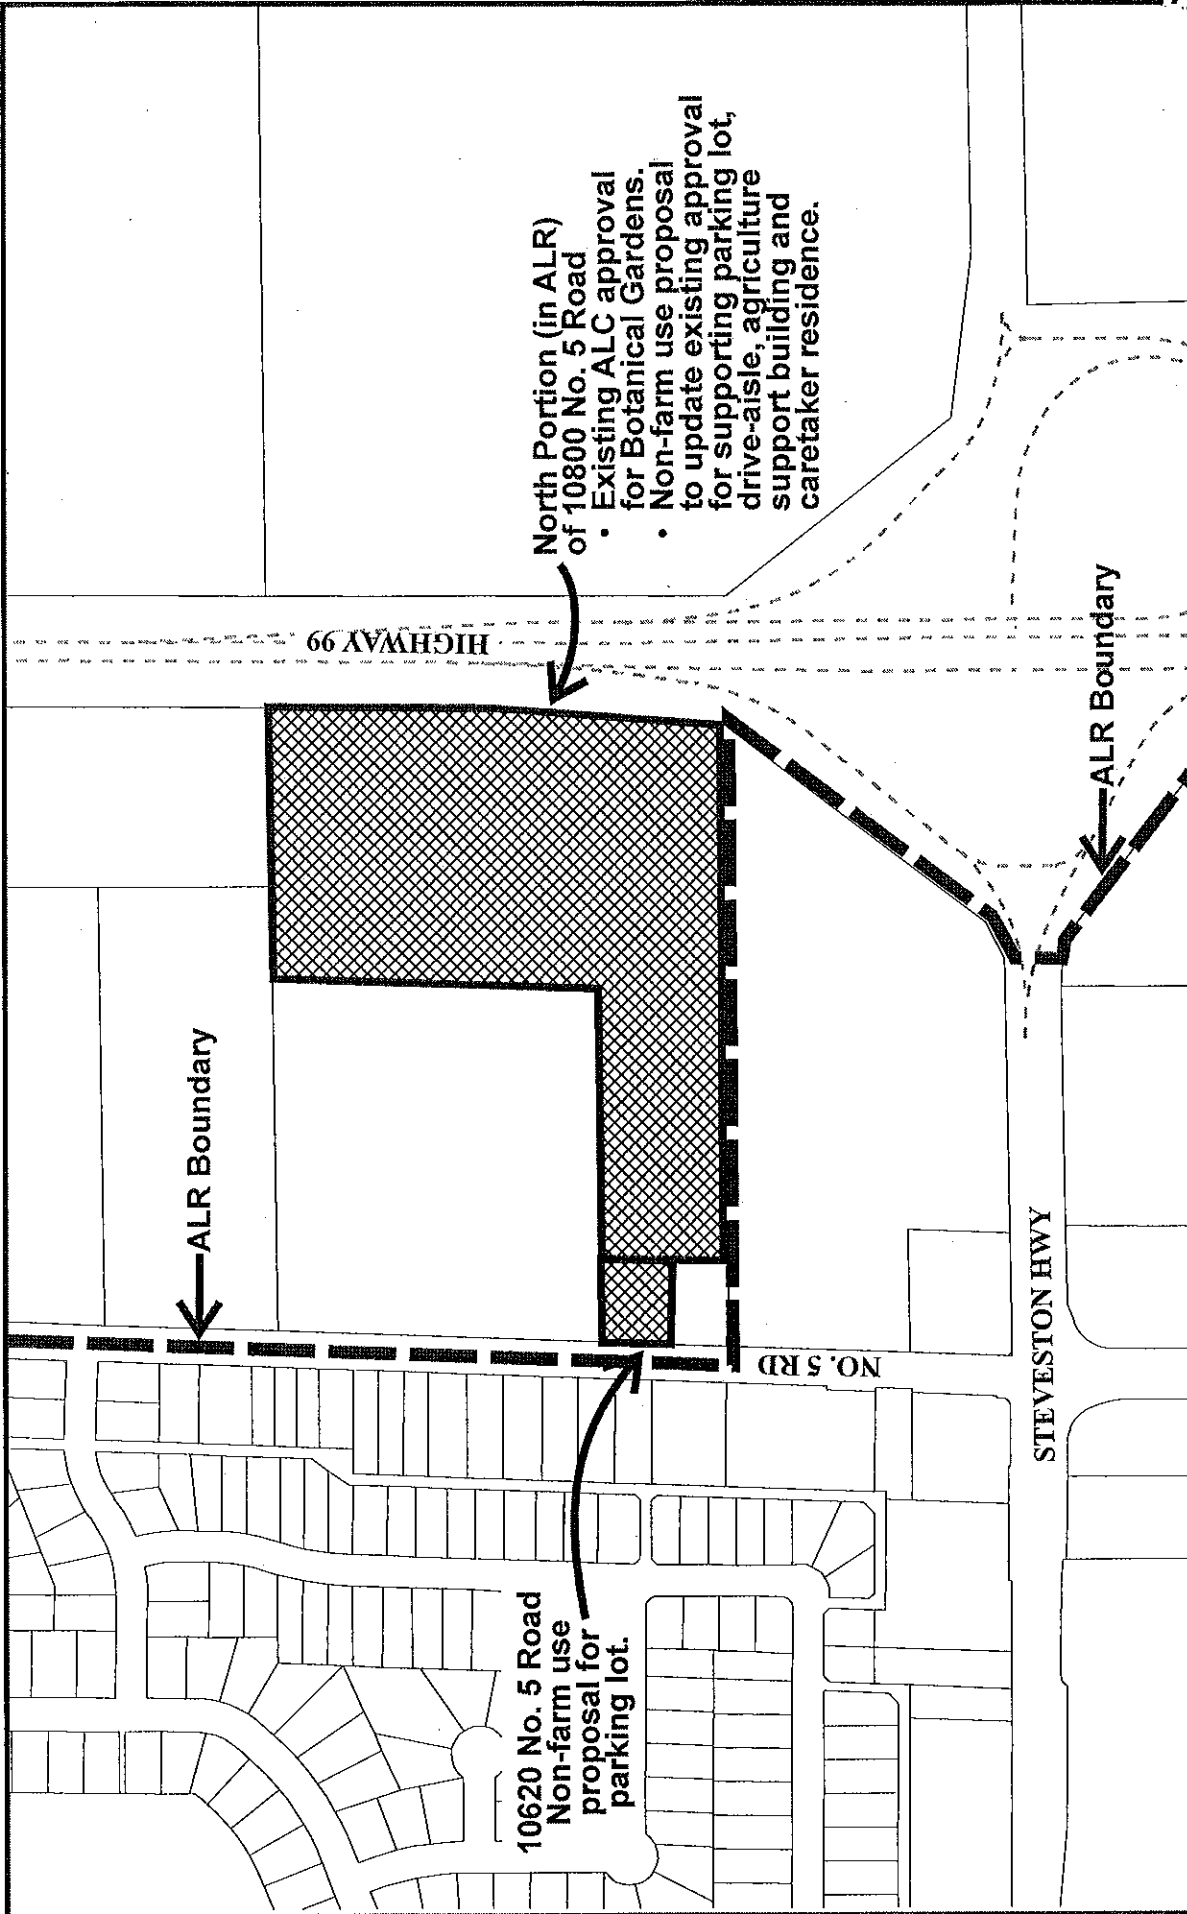 North Portion (in ALR)
of 10800 No. 5 Road
• Existing ALC approval
for Botanical Gardens.
• Non-farm use proposal
to update existing approval
for supporting parking lot,
drive-aisle, agriculture
support building and
caretaker residence.
HIGHWAY 99
ALR Boundary
ALR Boundary
NO. 5 RD
STEVESTON HWY
10620 No. 5 Road
Non-farm use
proposal for
parking lot.